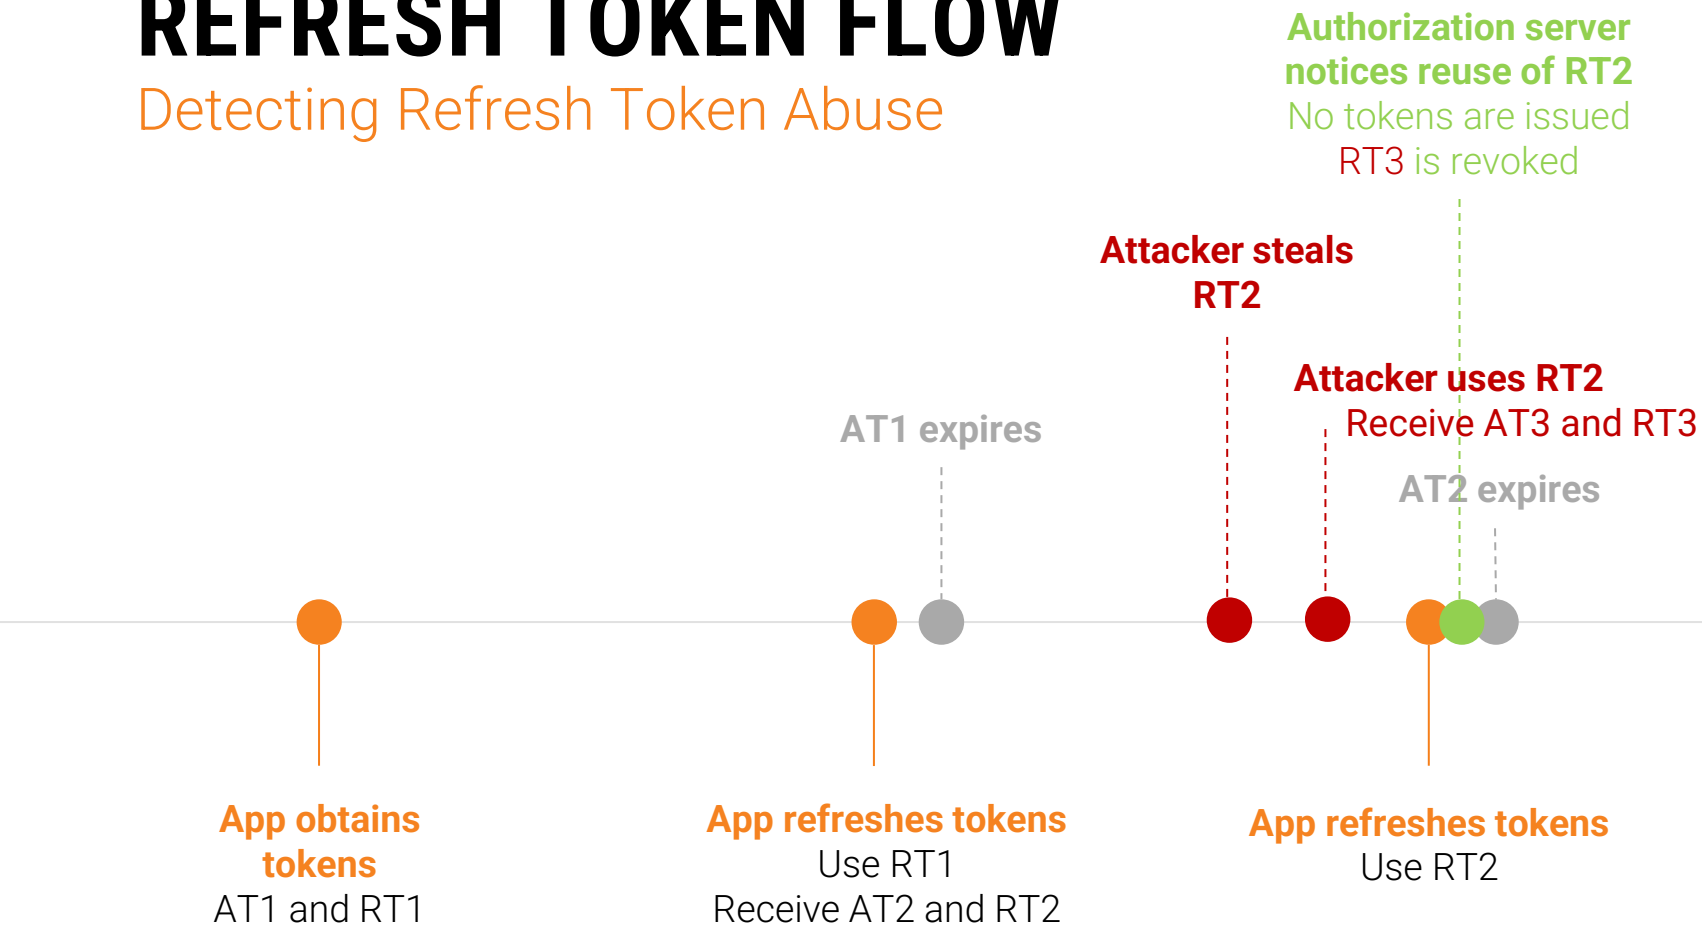 REFRESH TOKEN FLOW
Detecting Refresh Token Abuse
Authorization server
notices reuse of RT2
No tokens are issued
RT3 is revoked
Attacker steals
RT2
Attacker uses RT2
Receive AT3 and RT3
AT1 expires
AT2 expires
App obtains
tokens
AT1 and RT1
App refreshes tokens
Use RT1
Receive AT2 and RT2
App refreshes tokens
Use RT2